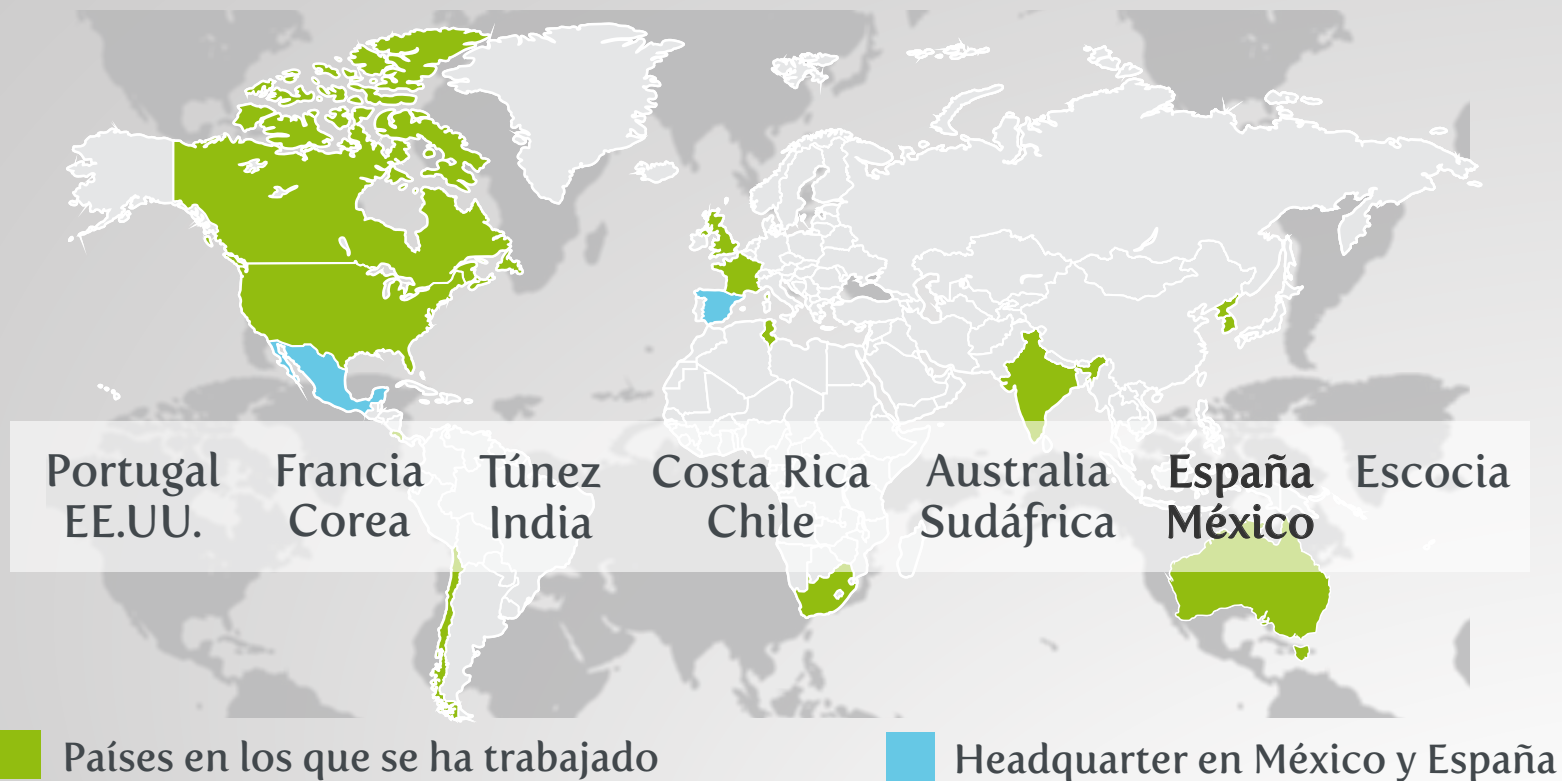 Portugal
EE.UU.
Francia
Corea
Túnez
India
Costa Rica
Chile
Australia
Sudáfrica
España
México
Escocia
Países en los que se ha trabajado
Headquarter en México y España